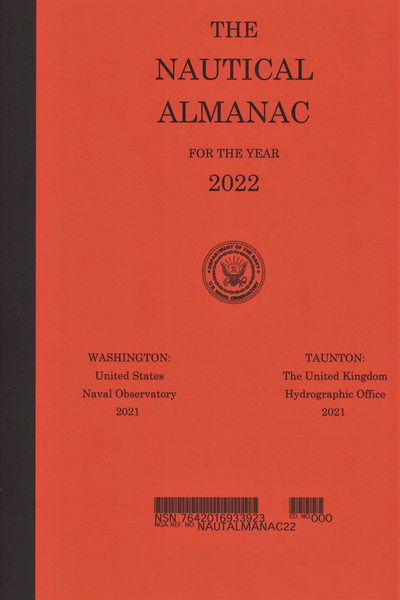 THE
NAUTICAL
ALMANAC
FOR THE YEAR
2022
DEPARTMENT OF THE NAVY
U.S. NAVAL OBSERVATORY
WASHINGTON:
United States
Naval Observatory
2021
TAUNTON:
The United Kingdom
Hydrographic Office
2021
NSN 7642016933923
NGA REF. NO. NAUTALMANAC22
ED. NO 000